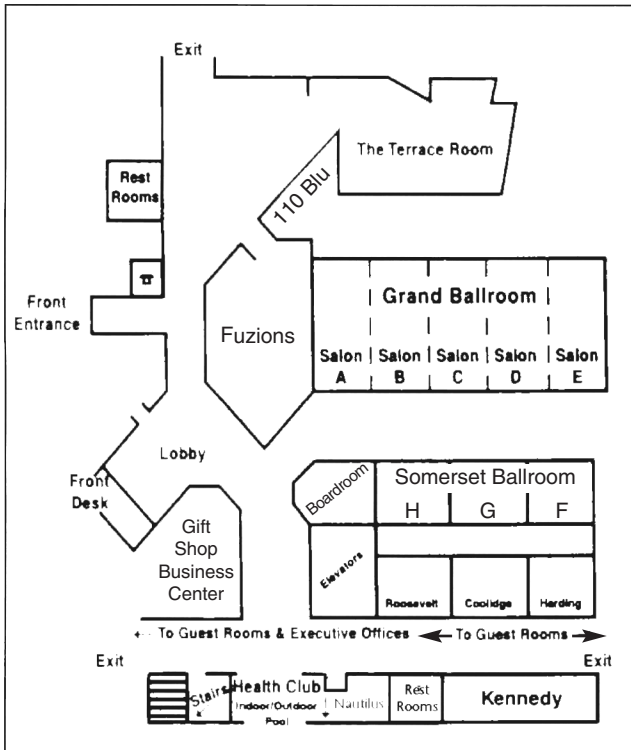 Exit
The Terrace Room
Rest
Rooms
110 Blu
Front
Entrance
Grand Ballroom
Fuzions
Salon Salon Salon Salon Salon
A B C D E
Lobby
Front
Desk
Boardroom
Somerset Ballroom
H G F
Gift
Shop
Business
Center
Elevators
Roosevelt Coolidge Harding
To Guest Rooms & Executive Offices
To Guest Rooms
Exit
Exit
Stairs
Health Club
Indoor/Outdoor
Pool
Nautilus
Rest
Rooms
Kennedy